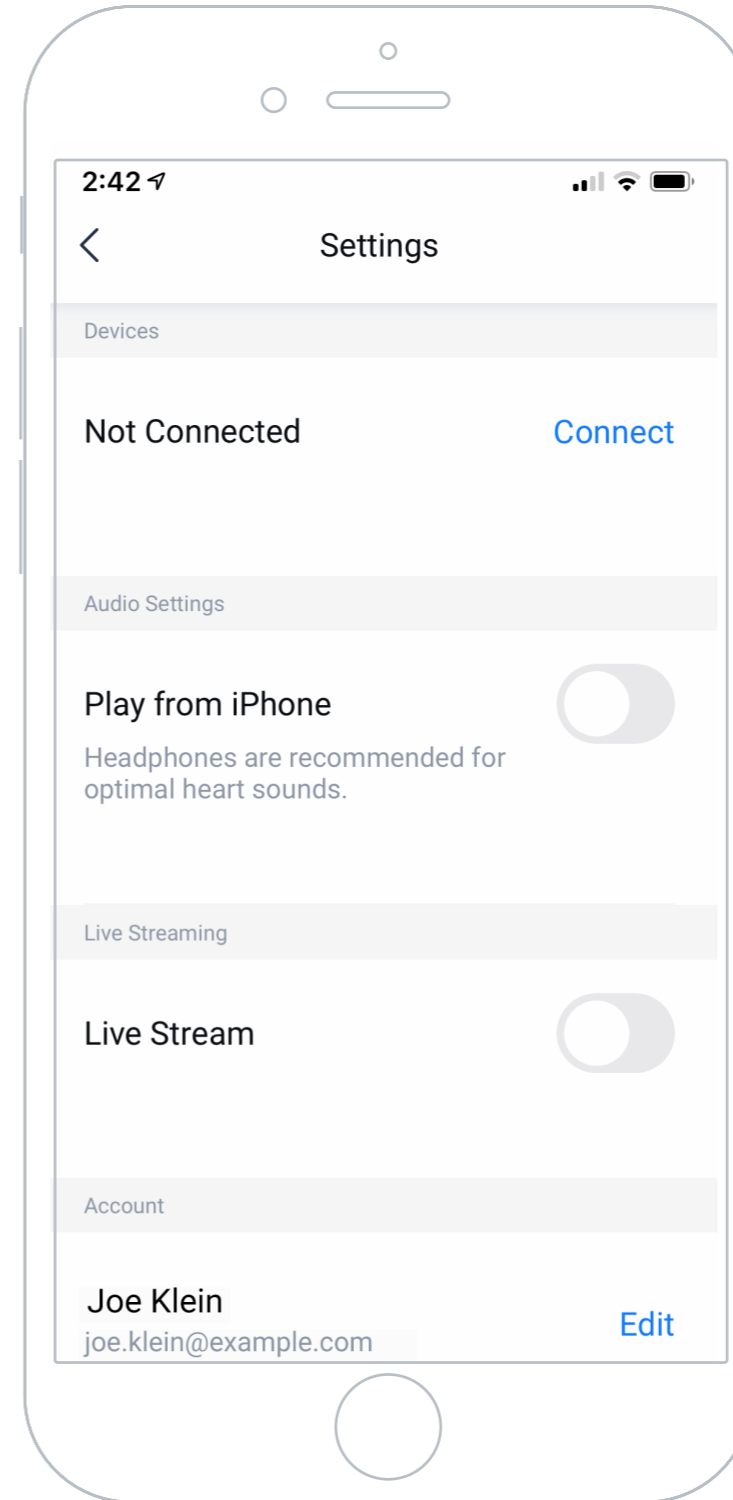 2:42
Settings
Devices
Not Connected
Connect
Audio Settings
Play from iPhone
Headphones are recommended for
optimal heart sounds.
Live Streaming
Live Stream
Account
Joe Klein
joe.klein@example.com
Edit